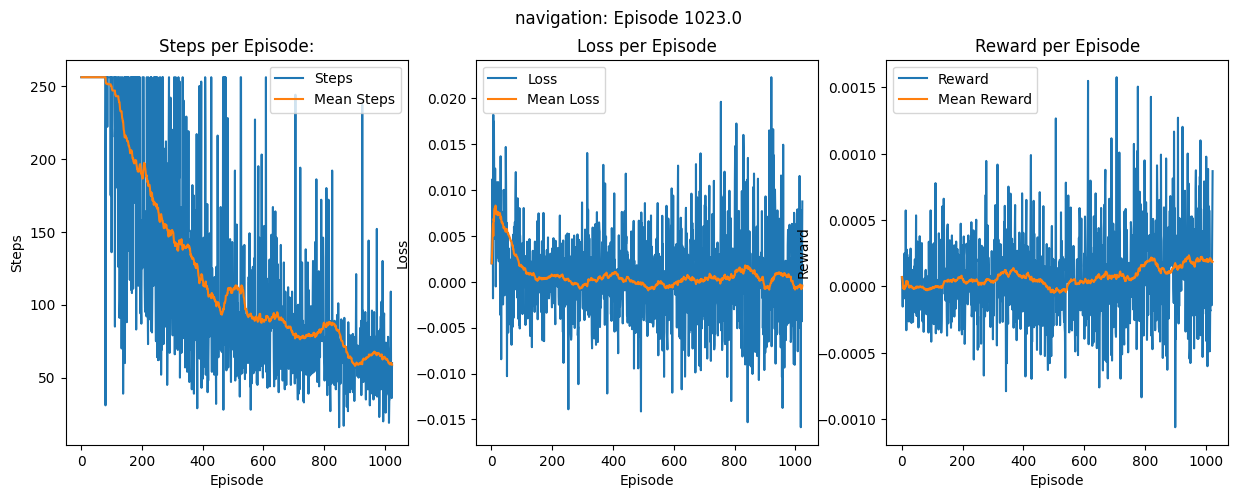 navigation: Episode 1023.0
Steps per Episode:
Steps
Mean Steps
250
200
150
100
50
Steps
0
200
400
600
800
1000
Episode
Loss per Episode
Loss
Mean Loss
0.020
0.015
0.010
0.005
0.000
−0.005
−0.010
−0.015
Loss
0
200
400
600
800
1000
Episode
Reward per Episode
Reward
Mean Reward
0.0015
0.0010
0.0005
0.0000
−0.0005
−0.0010
Reward
0
200
400
600
800
1000
Episode